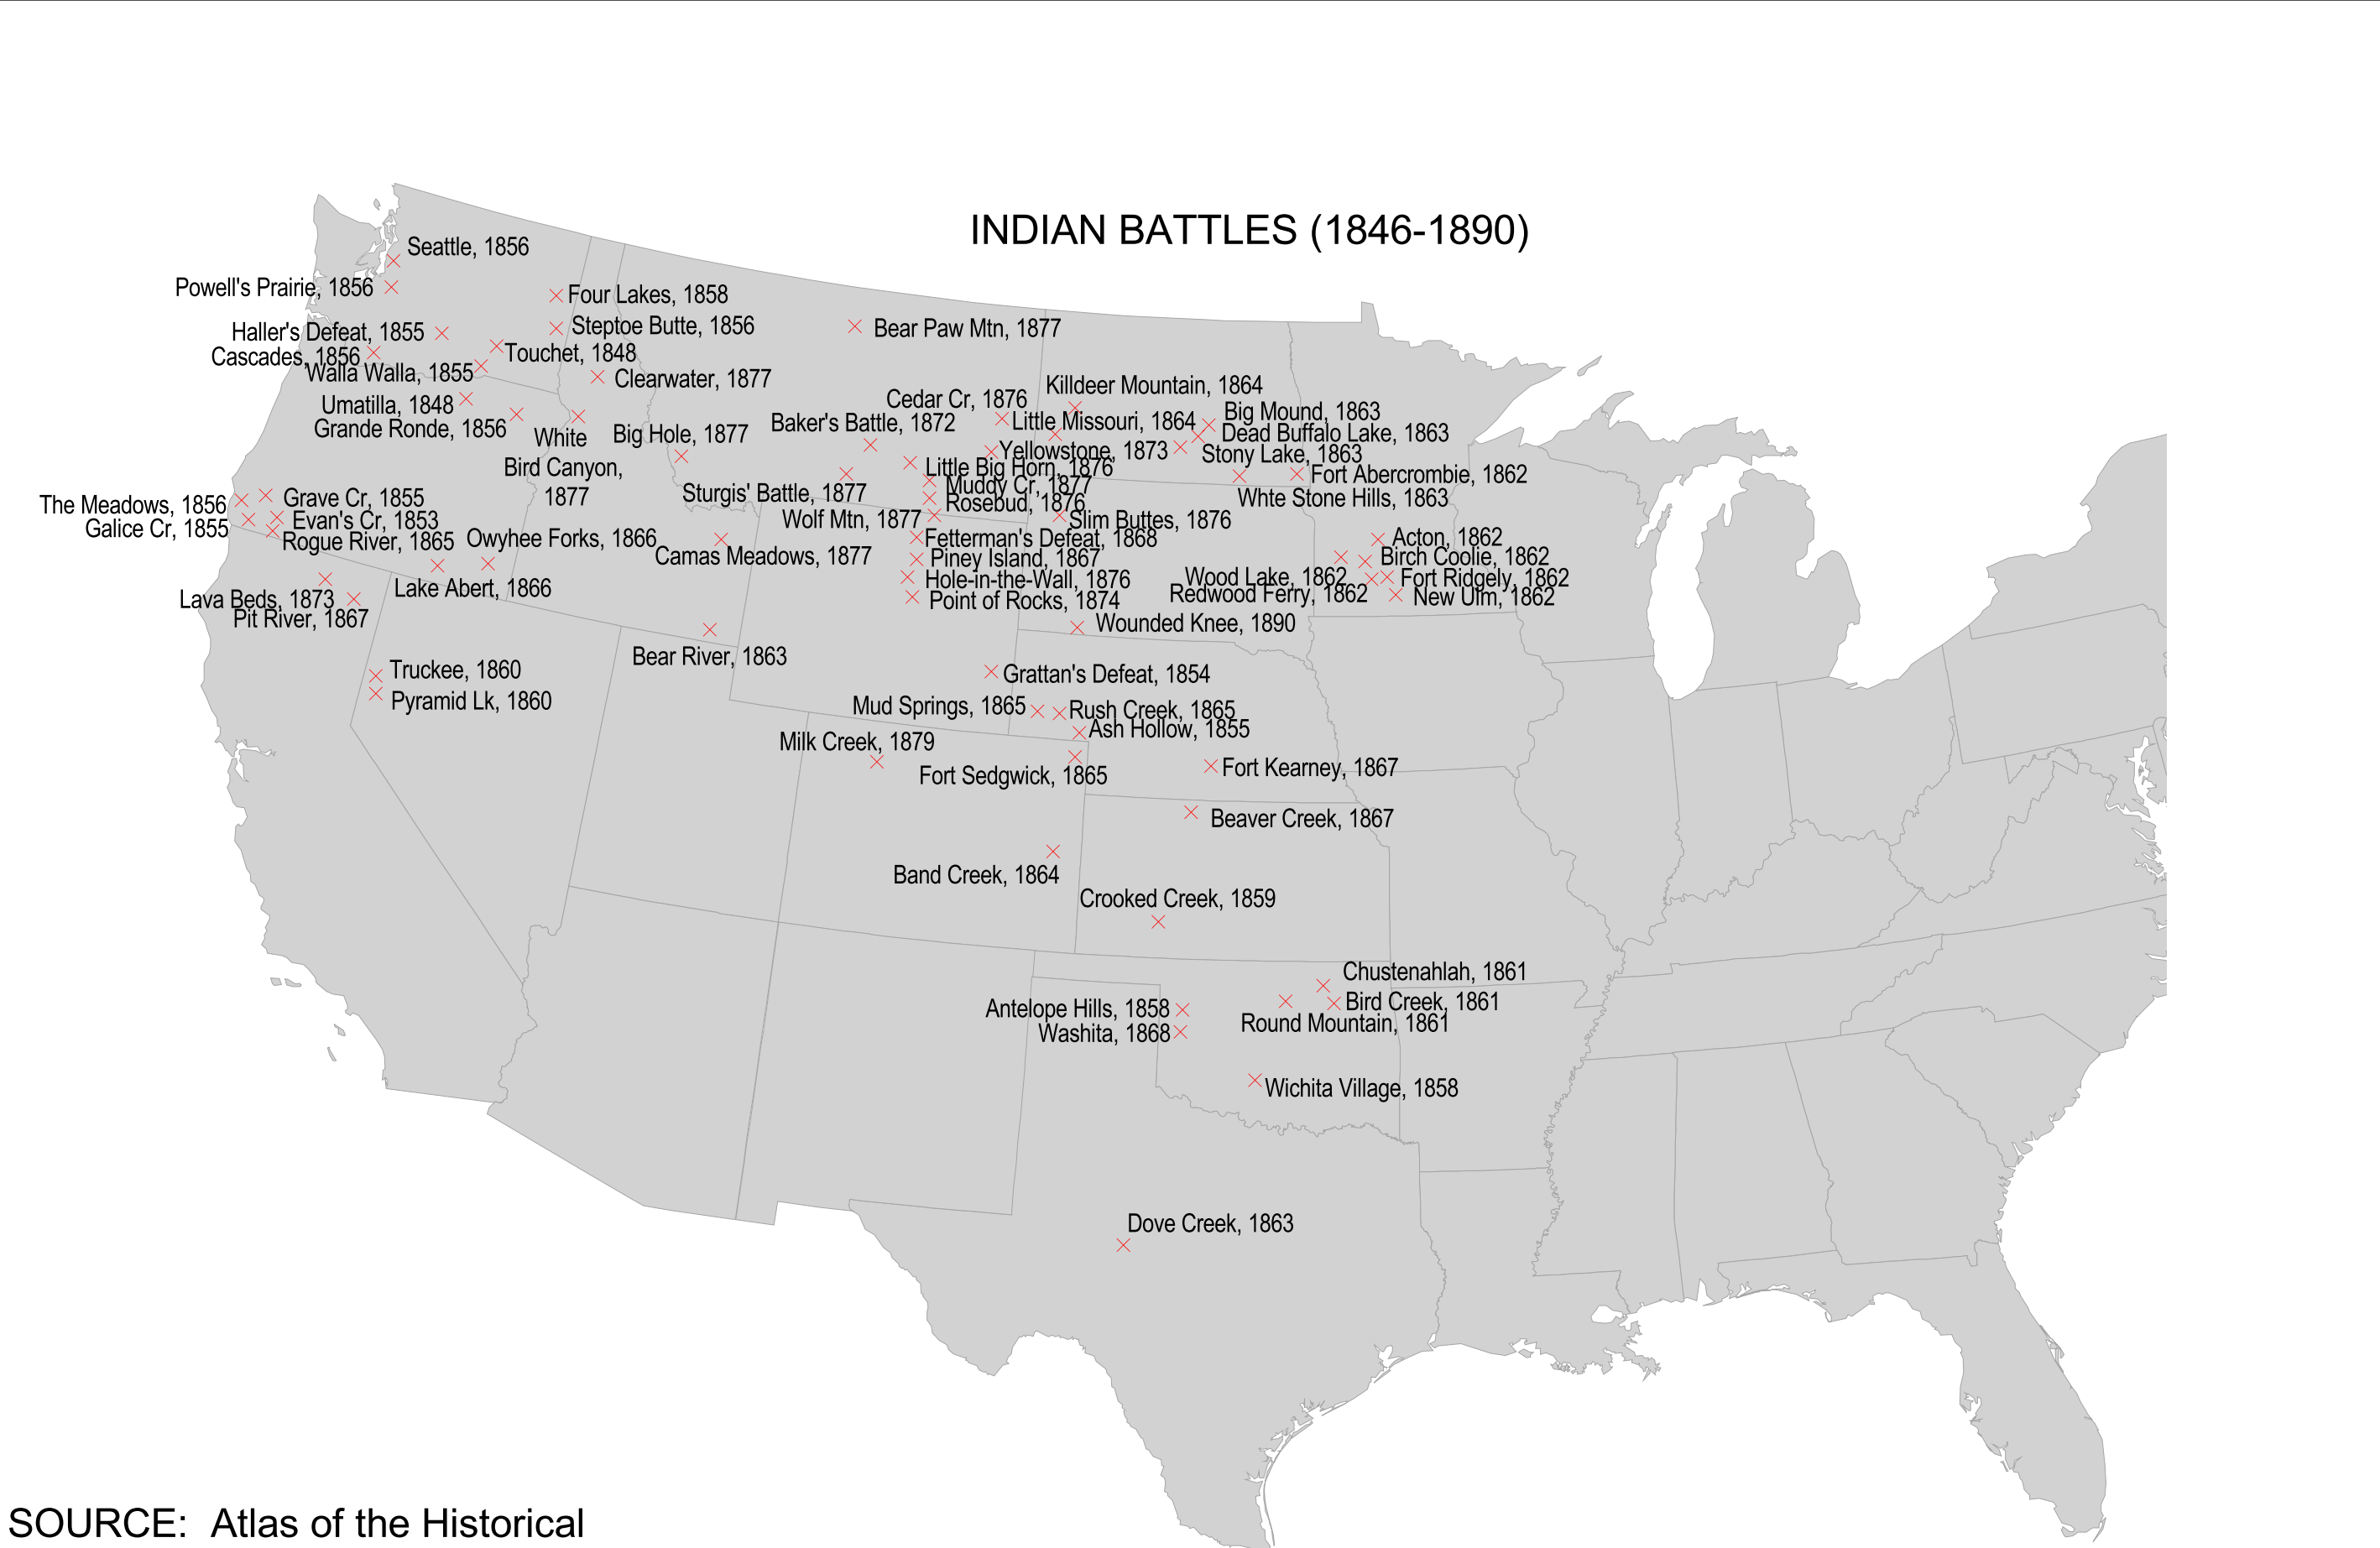 INDIAN BATTLES (1846-1890)
Seattle, 1856
Powell's Prairie, 1856
Four Lakes, 1858
Haller's Defeat, 1855
Steptoe Butte, 1856
Bear Paw Mtn, 1877
Cascades, 1856
Touchet, 1848
Walla Walla, 1855
Clearwater, 1877
Killdeer Mountain, 1864
Umatilla, 1848
Cedar Cr, 1876
Big Mound, 1863
Grande Ronde, 1856
Baker's Battle, 1872
Little Missouri, 1864
Dead Buffalo Lake, 1863
White
Bird Canyon,
1877
Big Hole, 1877
Yellowstone, 1873
Stony Lake, 1863
Little Big Horn, 1876
Fort Abercrombie, 1862
Muddy Cr, 1877
Sturgis' Battle, 1877
Whte Stone Hills, 1863
Rosebud, 1876
The Meadows, 1856
Grave Cr, 1855
Wolf Mtn, 1877
Slim Buttes, 1876
Galice Cr, 1855
Evan's Cr, 1853
Rogue River, 1865
Owyhee Forks, 1866
Fetterman's Defeat, 1868
Acton, 1862
Camas Meadows, 1877
Piney Island, 1867
Birch Coolie, 1862
Lake Abert, 1866
Hole-in-the-Wall, 1876
Wood Lake, 1862
Fort Ridgely, 1862
Lava Beds, 1873
Point of Rocks, 1874
Redwood Ferry, 1862
New Ulm, 1862
Pit River, 1867
Wounded Knee, 1890
Bear River, 1863
Truckee, 1860
Grattan's Defeat, 1854
Pyramid Lk, 1860
Mud Springs, 1865
Rush Creek, 1865
Ash Hollow, 1855
Milk Creek, 1879
Fort Sedgwick, 1865
Fort Kearney, 1867
Beaver Creek, 1867
Band Creek, 1864
Crooked Creek, 1859
Chustenahlah, 1861
Antelope Hills, 1858
Bird Creek, 1861
Round Mountain, 1861
Washita, 1868
Wichita Village, 1858
Dove Creek, 1863
SOURCE: Atlas of the Historical